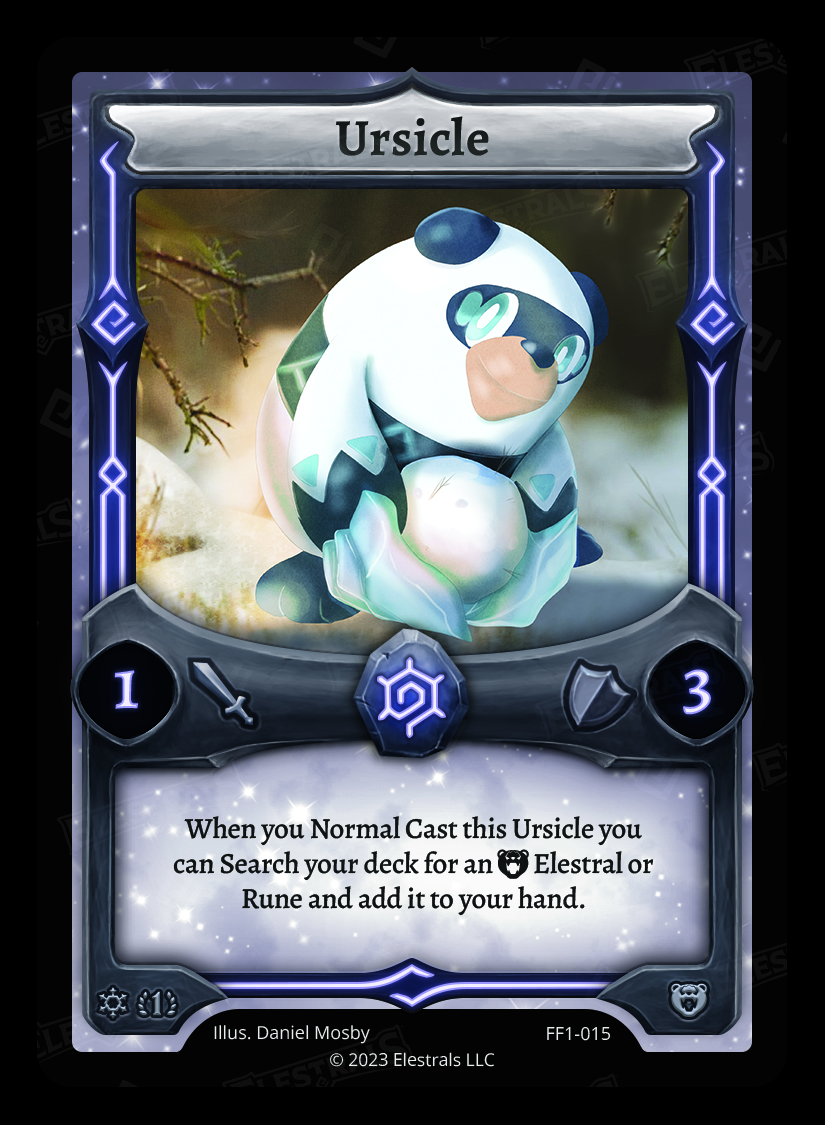 Ursicle
1
3
When you Normal Cast this Ursicle you
can Search your deck for an Elestral or
Rune and add it to your hand.
1
Illus. Daniel Mosby
FF1-015
© 2023 Elestrals LLC